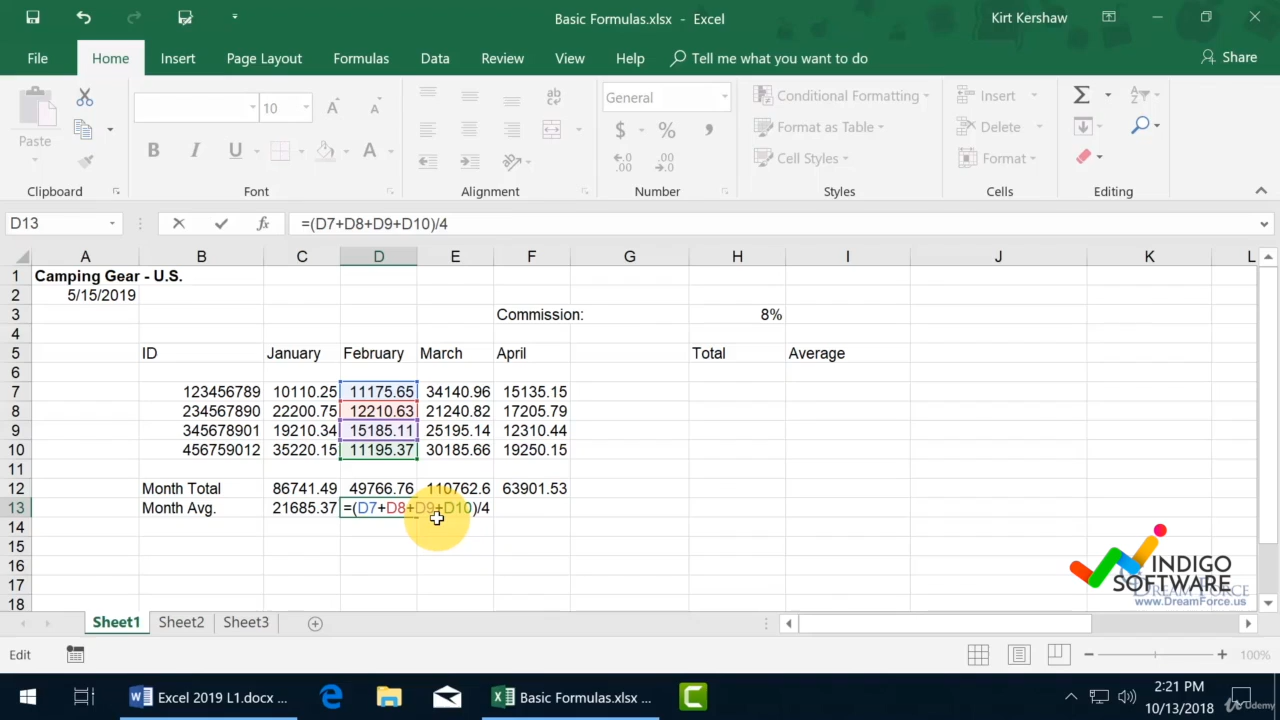 Basic Formulas.xlsx - Excel
Kirt Kershaw
File Home Insert Page Layout Formulas Data Review View Help Tell me what you want to do Share
Paste
10
General
Conditional Formatting
Format as Table
Cell Styles
Insert
Delete
Format
Clipboard Font Alignment Number Styles Cells Editing
D13 fx =(D7+D8+D9+D10)/4
A B C D E F G H I J K L
1 Camping Gear - U.S.
2 5/15/2019
3 Commission: 8%
4
5 ID January February March April Total Average
6
7 123456789 10110.25 11175.65 34140.96 15135.15
8 234567890 22200.75 12210.63 21240.82 17205.79
9 345678901 19210.34 15185.11 25195.14 12310.44
10 456759012 35220.15 11195.37 30185.66 19250.15
11
12 Month Total 86741.49 49766.76 110762.6 63901.53
13 Month Avg. 21685.37 =(D7+D8+D9+D10)/4
14
15
16
17
18
INDIGO
SOFTWARE
www.DreamForce.us
Sheet1 Sheet2 Sheet3
Edit 100%
Excel 2019 L1.docx ...
Basic Formulas.xlsx ...
2:21 PM
10/13/2018
Udemy